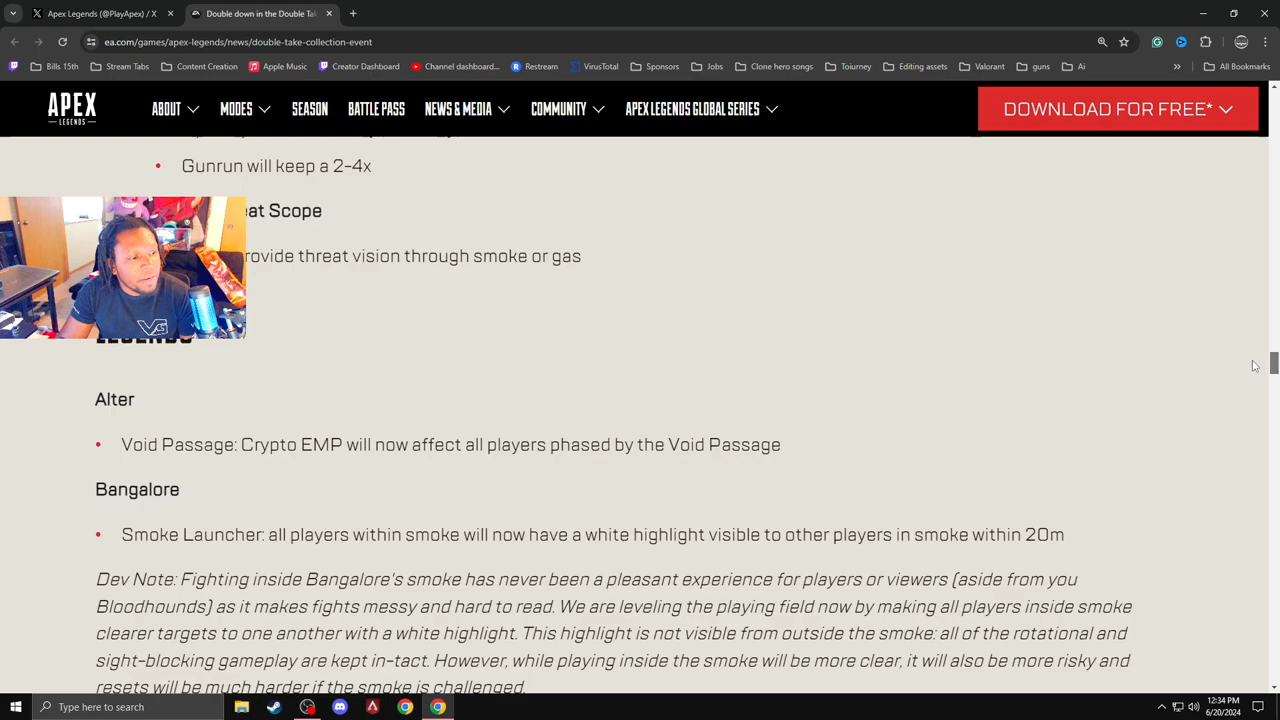 Apex Legends (@PlayApex) / X
Double down in the Double Tak
ea.com/games/apex-legends/news/double-take-collection-event
Bills 15th
Stream Tabs
Content Creation
Apple Music
Creator Dashboard
Channel dashboard...
Restream
VirusTotal
Sponsors
Jobs
Clone hero songs
Toiurney
Editing assets
Valorant
guns
Ai
»
All Bookmarks
APEX
LEGENDS
ABOUT
MODES
SEASON
BATTLE PASS
NEWS & MEDIA
COMMUNITY
APEX LEGENDS GLOBAL SERIES
DOWNLOAD FOR FREE*
• Gunrun will keep a 2-4x
eat Scope
rovide threat vision through smoke or gas
VG
LEGENDS
Alter
• Void Passage: Crypto EMP will now affect all players phased by the Void Passage
Bangalore
• Smoke Launcher: all players within smoke will now have a white highlight visible to other players in smoke within 20m
Dev Note: Fighting inside Bangalore's smoke has never been a pleasant experience for players or viewers (aside from you
Bloodhounds) as it makes fights messy and hard to read. We are leveling the playing field now by making all players inside smoke
clearer targets to one another with a white highlight. This highlight is not visible from outside the smoke: all of the rotational and
sight-blocking gameplay are kept in-tact. However, while playing inside the smoke will be more clear, it will also be more risky and
resets will be much harder if the smoke is challenged.
Type here to search
12:34 PM
6/20/2024